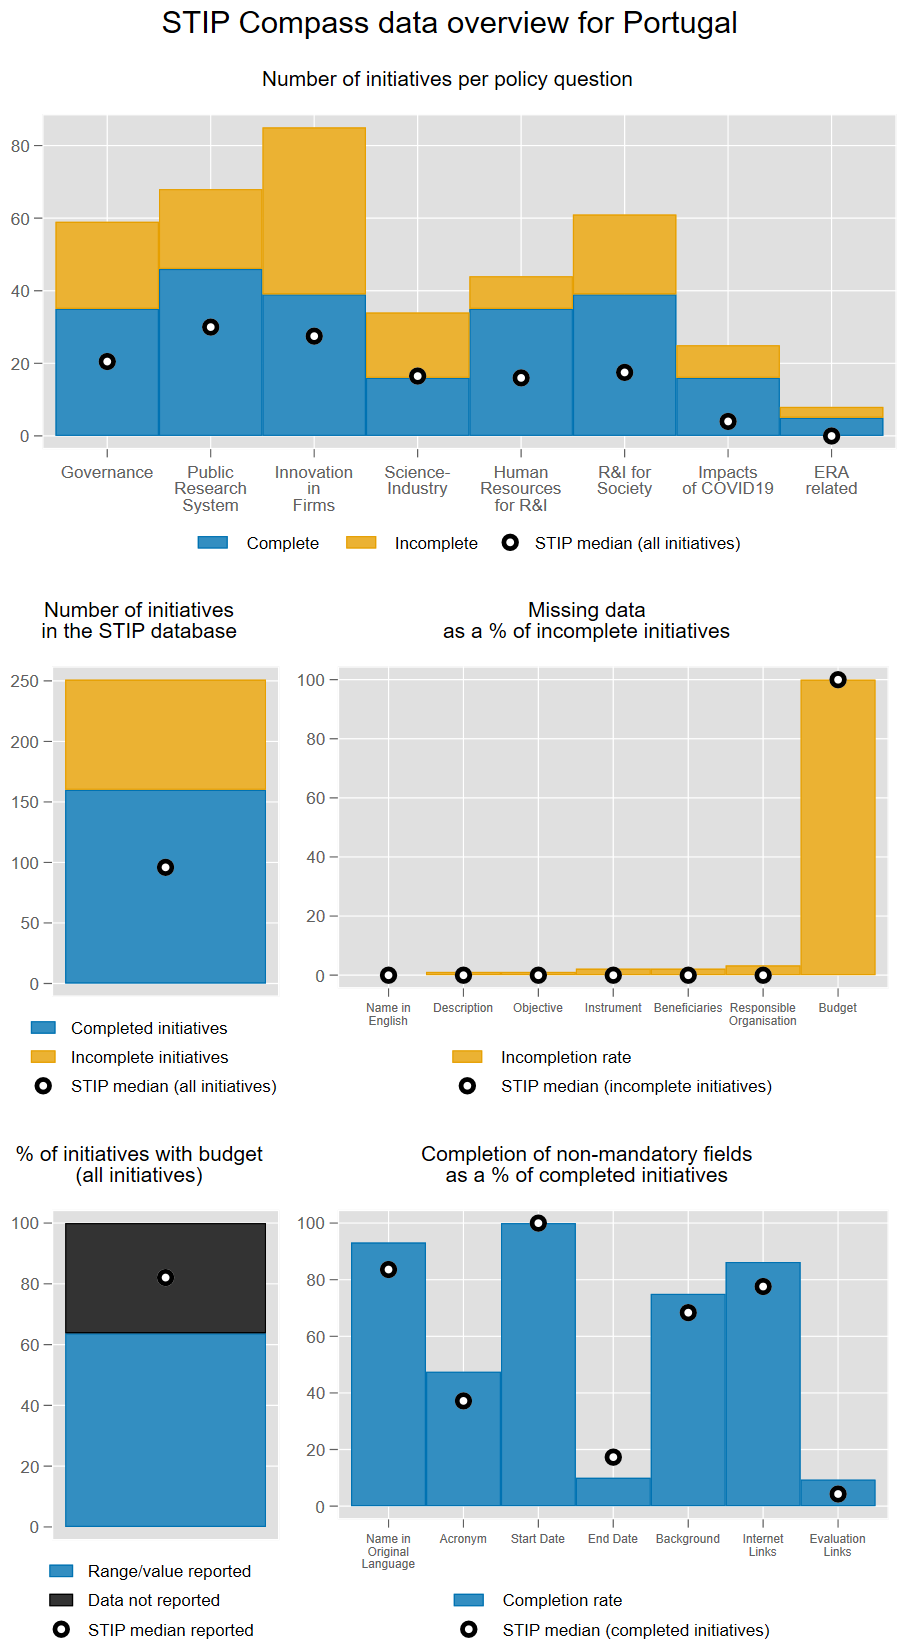 STIP Compass data overview for Portugal
Number of initiatives per policy question
80
60
40
20
0
Governance
Public
Research
System
Innovation
in
Firms
Science-
Industry
Human
Resources
for R&I
R&I for
Society
Impacts
of COVID19
ERA
related
Complete
Incomplete
STIP median (all initiatives)
Number of initiatives
in the STIP database
250
200
150
100
50
0
Completed initiatives
Incomplete initiatives
STIP median (all initiatives)
Missing data
as a % of incomplete initiatives
100
80
60
40
20
0
Name in
English
Description
Objective
Instrument
Beneficiaries
Responsible
Organisation
Budget
Incompletion rate
STIP median (incomplete initiatives)
% of initiatives with budget
(all initiatives)
100
80
60
40
20
0
Range/value reported
Data not reported
STIP median reported
Completion of non-mandatory fields
as a % of completed initiatives
100
80
60
40
20
0
Name in
Original
Language
Acronym
Start Date
End Date
Background
Internet
Links
Evaluation
Links
Completion rate
STIP median (completed initiatives)